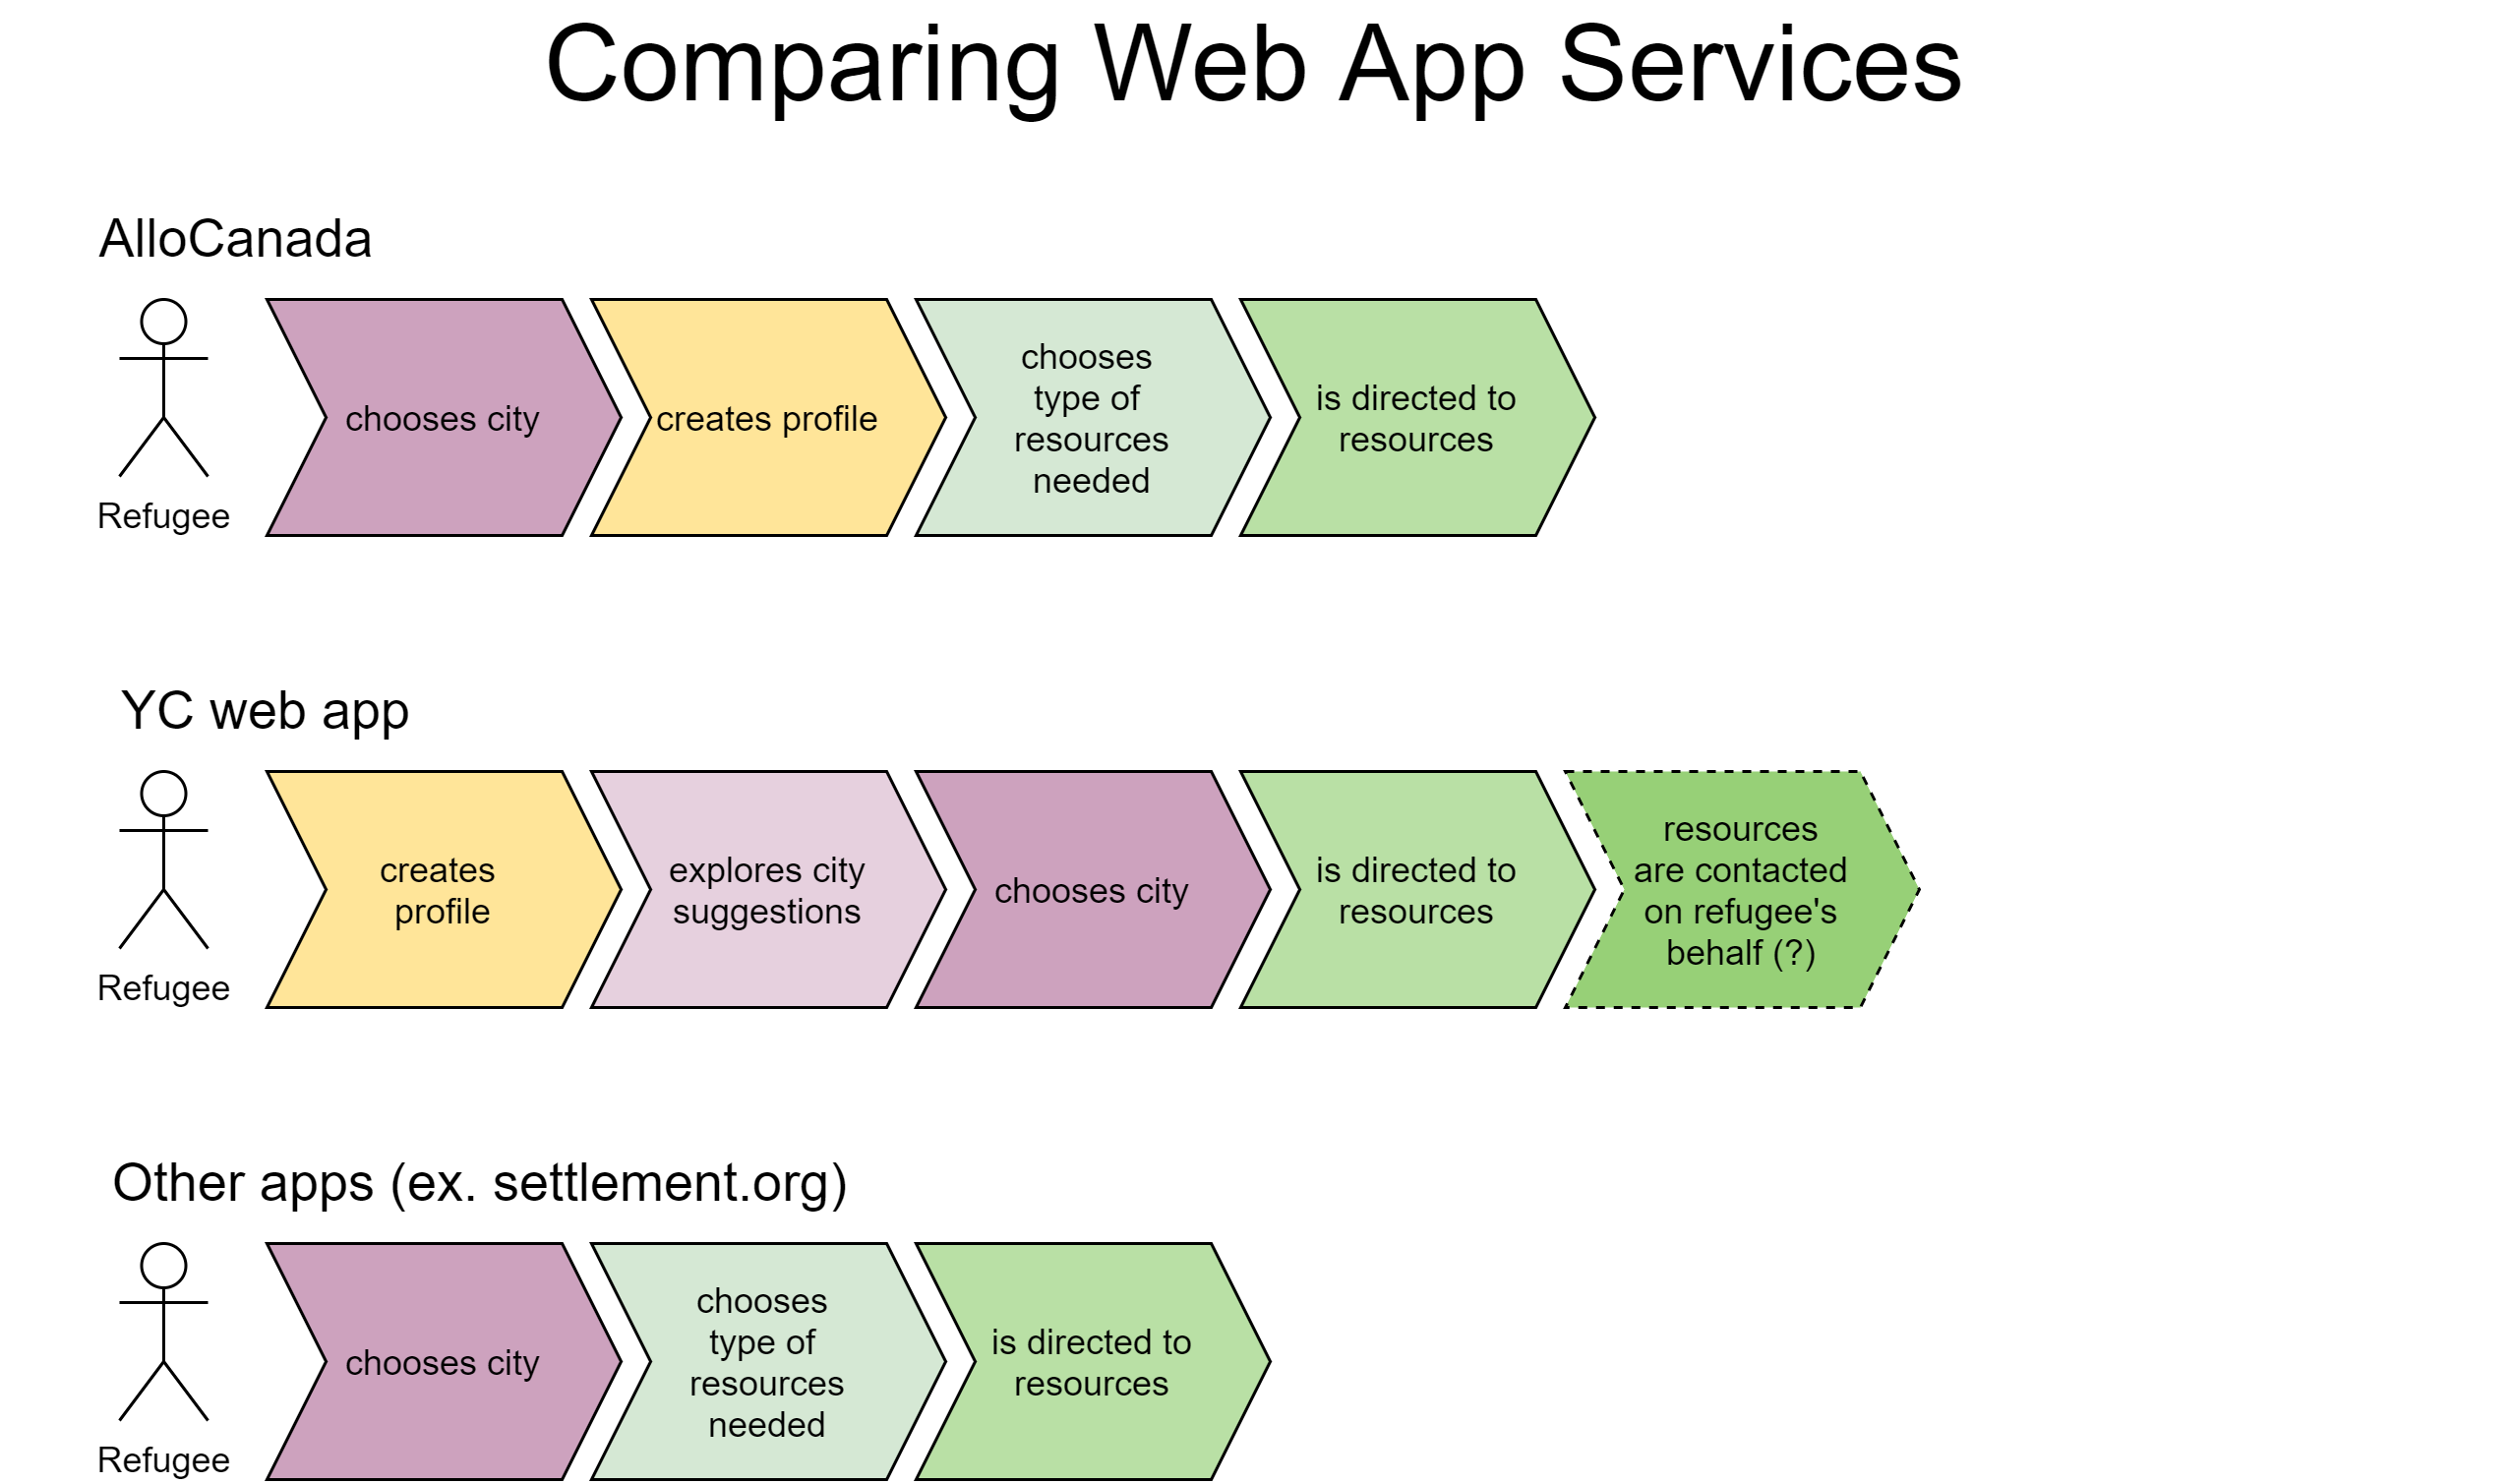 Comparing Web App Services
AlloCanada
Refugee
chooses city
creates profile
chooses
type of
resources
needed
is directed to
resources
YC web app
Refugee
creates
profile
explores city
suggestions
chooses city
is directed to
resources
resources
are contacted
on refugee's
behalf (?)
Other apps (ex. settlement.org)
Refugee
chooses city
chooses
type of
resources
needed
is directed to
resources